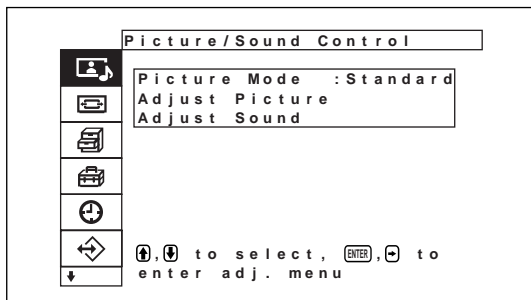 Picture/Sound Control
Picture Mode :Standard
Adjust Picture
Adjust Sound
↑,↓ to select, ENTER,→ to
enter adj. menu